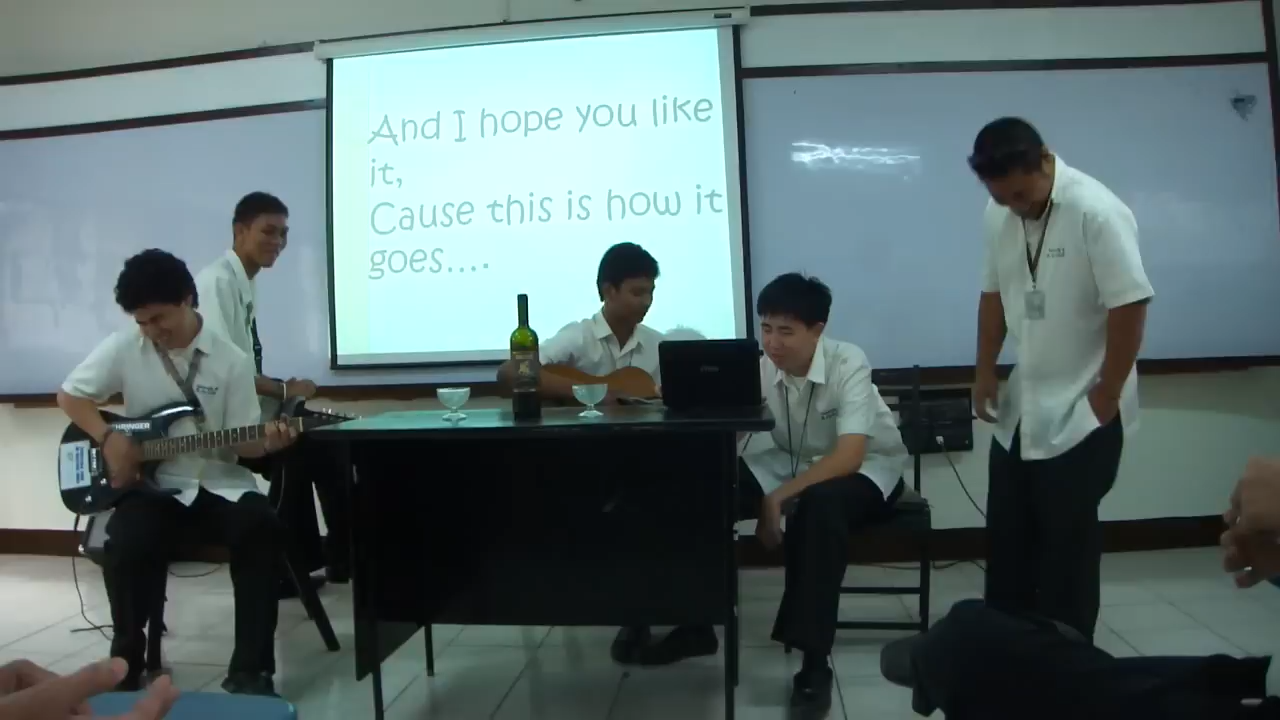 And I hope you like
it,
Cause this is how it
goes....